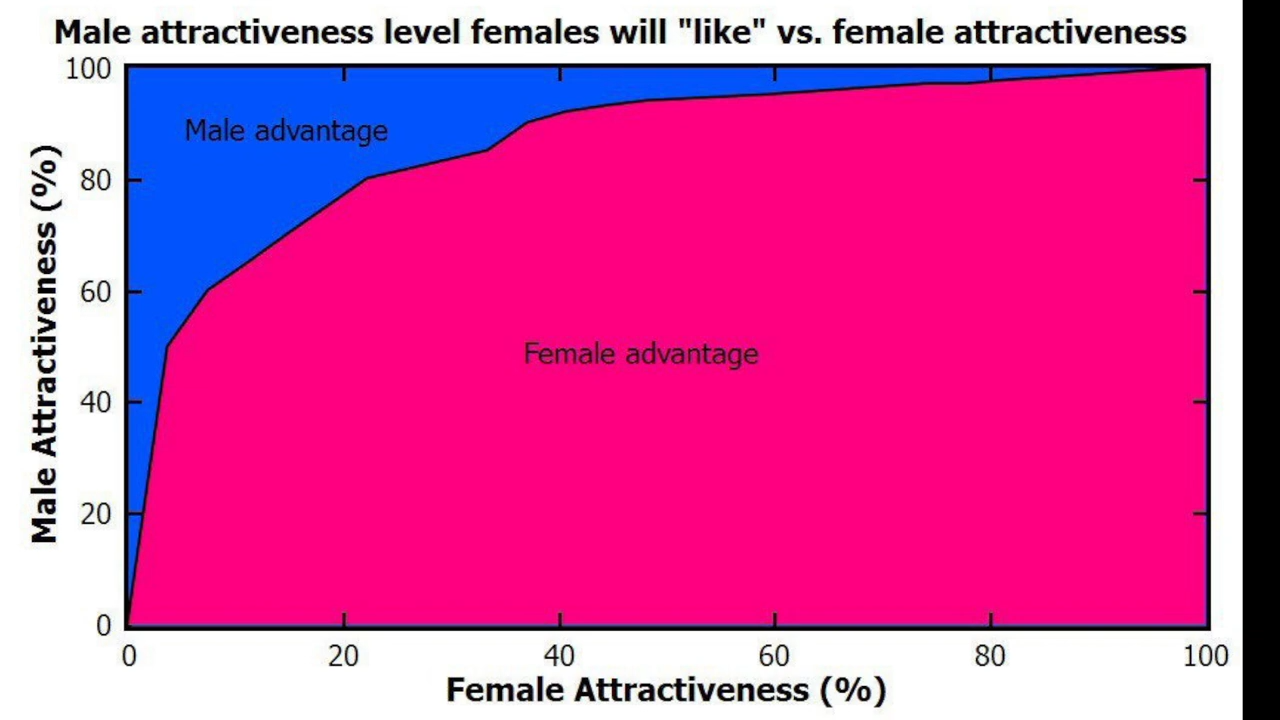 Male attractiveness level females will "like" vs. female attractiveness
100
80
60
40
20
0
Male Attractiveness (%)
Male advantage
Female advantage
0 20 40 60 80 100
Female Attractiveness (%)